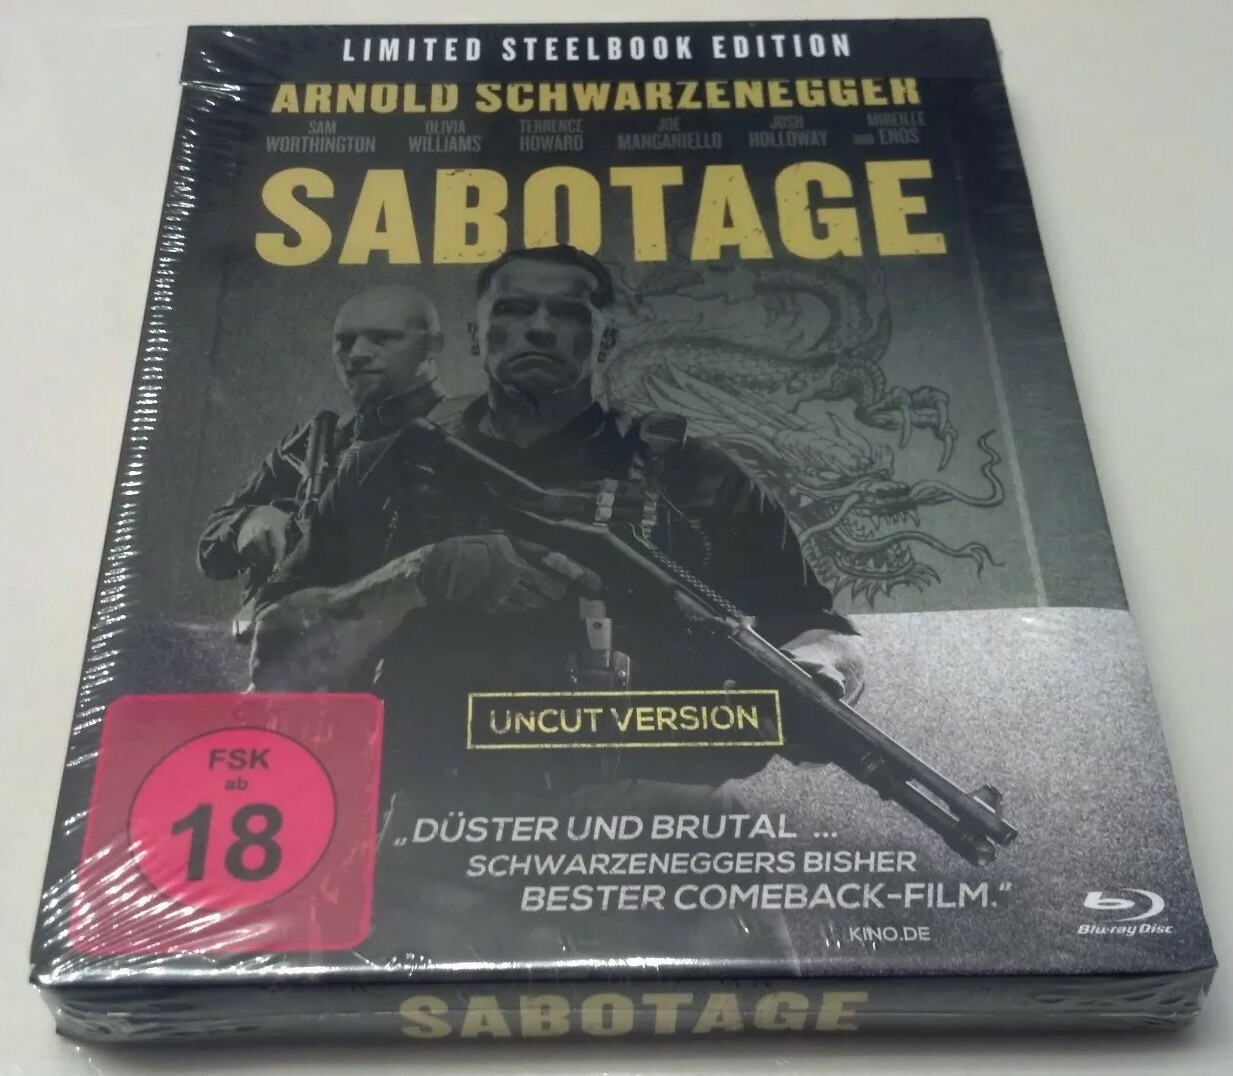 LIMITED STEELBOOK EDITION
ARNOLD SCHWARZENEGGER
SAM WORTHINGTON
OLIVIA WILLIAMS
TERRENCE HOWARD
JOE MANGANIELLO
JOSH HOLLOWAY
MIREILLE
ENOS
SABOTAGE
UNCUT VERSION
FSK
ab
18
„DÜSTER UND BRUTAL ...
SCHWARZENEGGERS BISHER
BESTER COMEBACK-FILM.“
KINO.DE
Blu-ray Disc
SABOTAGE